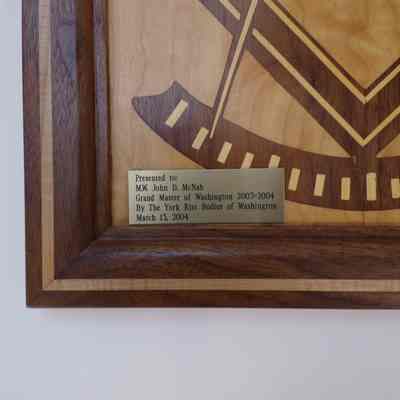 Presented to:
M.W. John D. McNab
Grand Master of Washington 2003-2004
By The York Rite Bodies of Washington
March 13, 2004